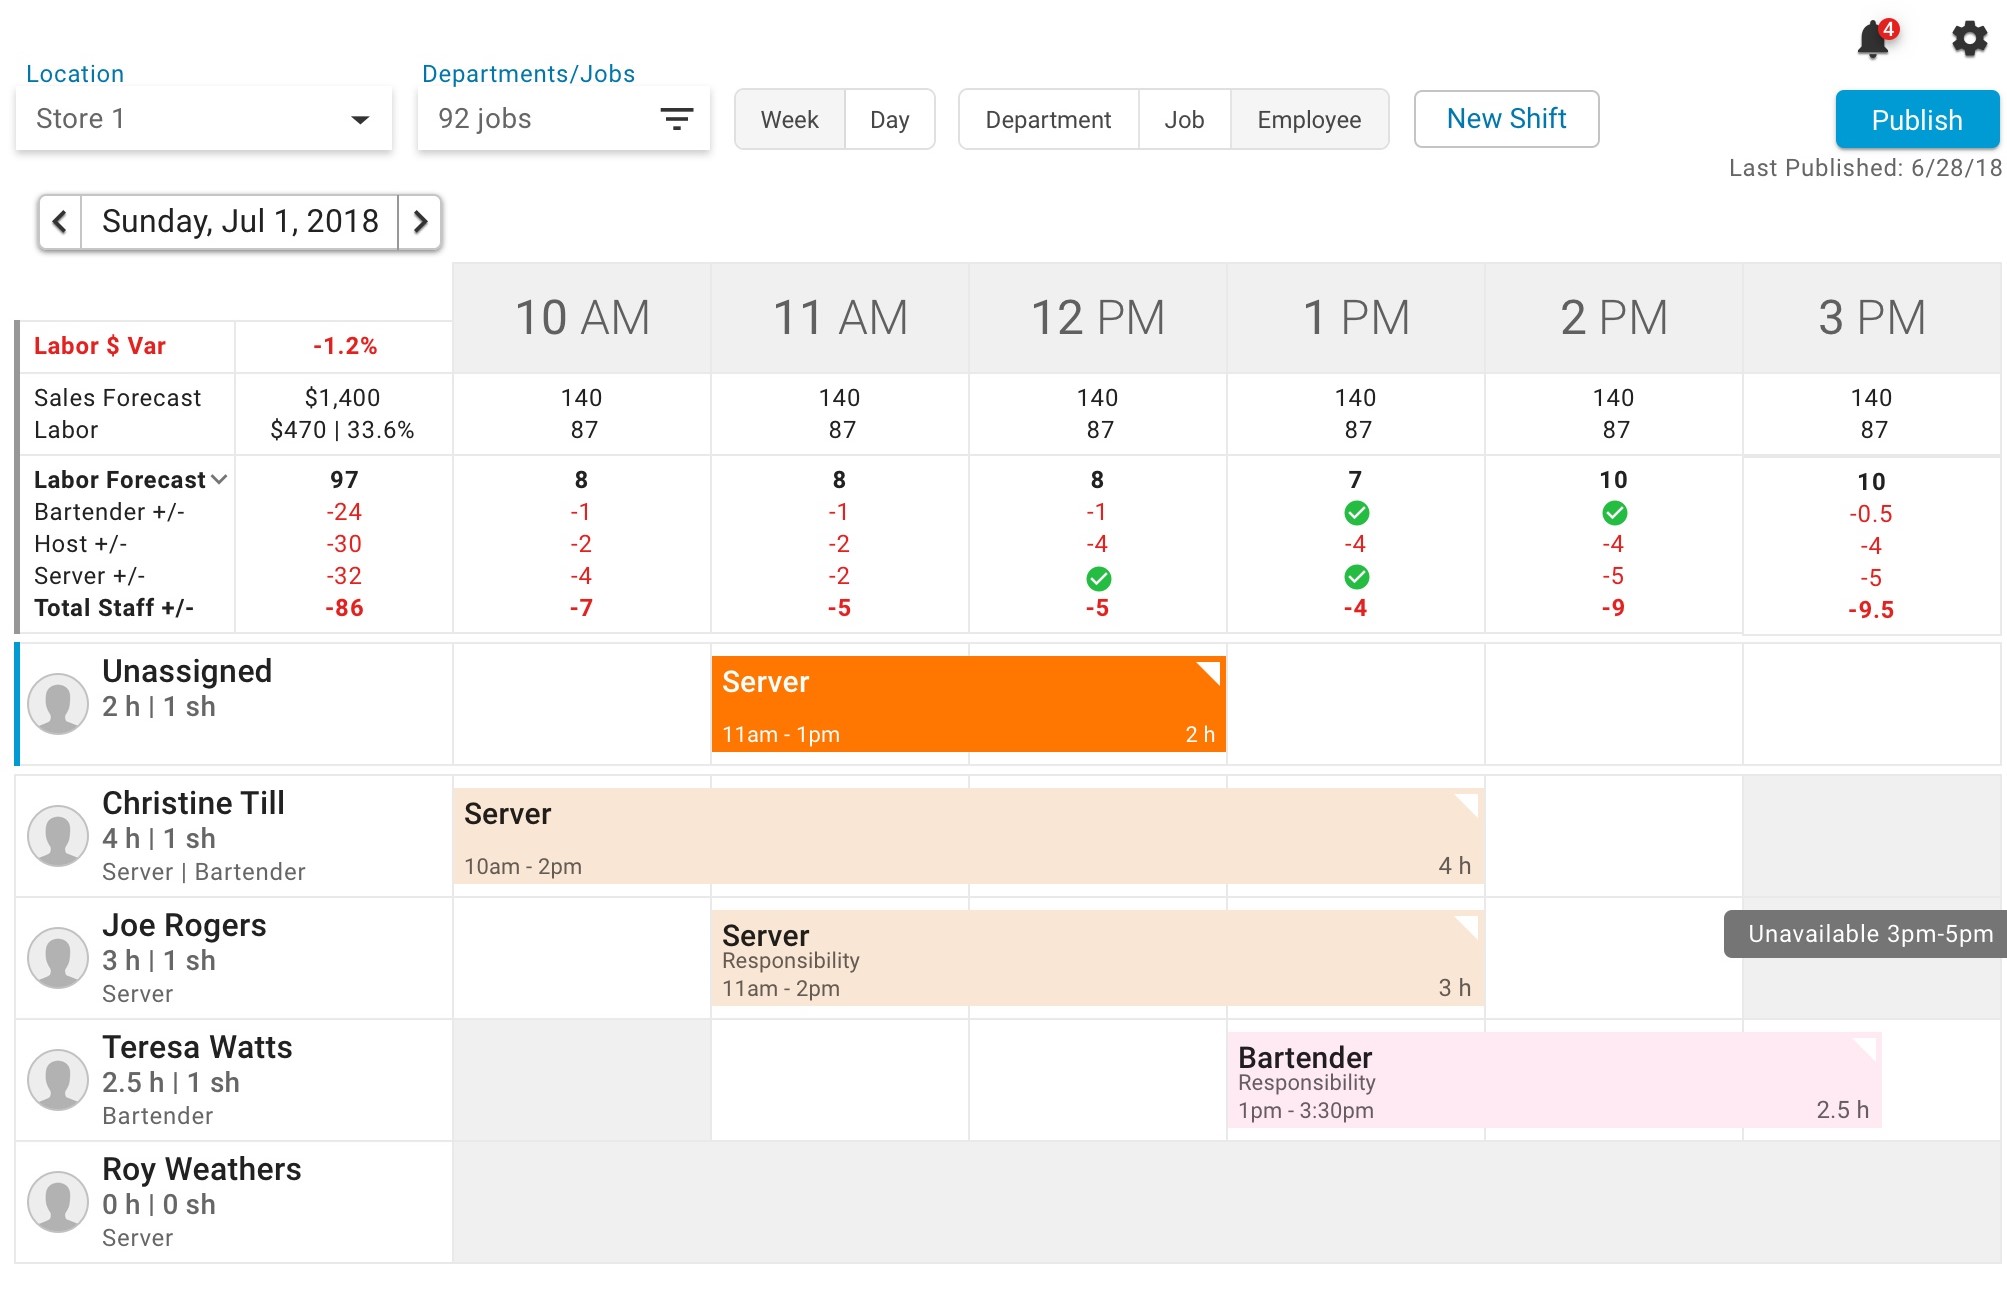 4
Location
Departments/Jobs
Store 1
92 jobs
Week Day
Department Job Employee
New Shift
Publish
Last Published: 6/28/18
Sunday, Jul 1, 2018
10 AM 11 AM 12 PM 1 PM 2 PM 3 PM
Labor $ Var -1.2%
Sales Forecast $1,400 140 140 140 140 140 140
Labor $470 | 33.6% 87 87 87 87 87 87
Labor Forecast 97 8 8 8 7 10 10
Bartender +/- -24 -1 -1 -1 -0.5
Host +/- -30 -2 -2 -4 -4 -4 -4
Server +/- -32 -4 -2 -5 -5
Total Staff +/- -86 -7 -5 -5 -4 -9 -9.5
Unassigned
2 h | 1 sh
Server
11am - 1pm 2 h
Christine Till
4 h | 1 sh
Server | Bartender
Server
10am - 2pm 4 h
Joe Rogers
3 h | 1 sh
Server
Server
Responsibility
11am - 2pm 3 h
Unavailable 3pm-5pm
Teresa Watts
2.5 h | 1 sh
Bartender
Bartender
Responsibility
1pm - 3:30pm 2.5 h
Roy Weathers
0 h | 0 sh
Server